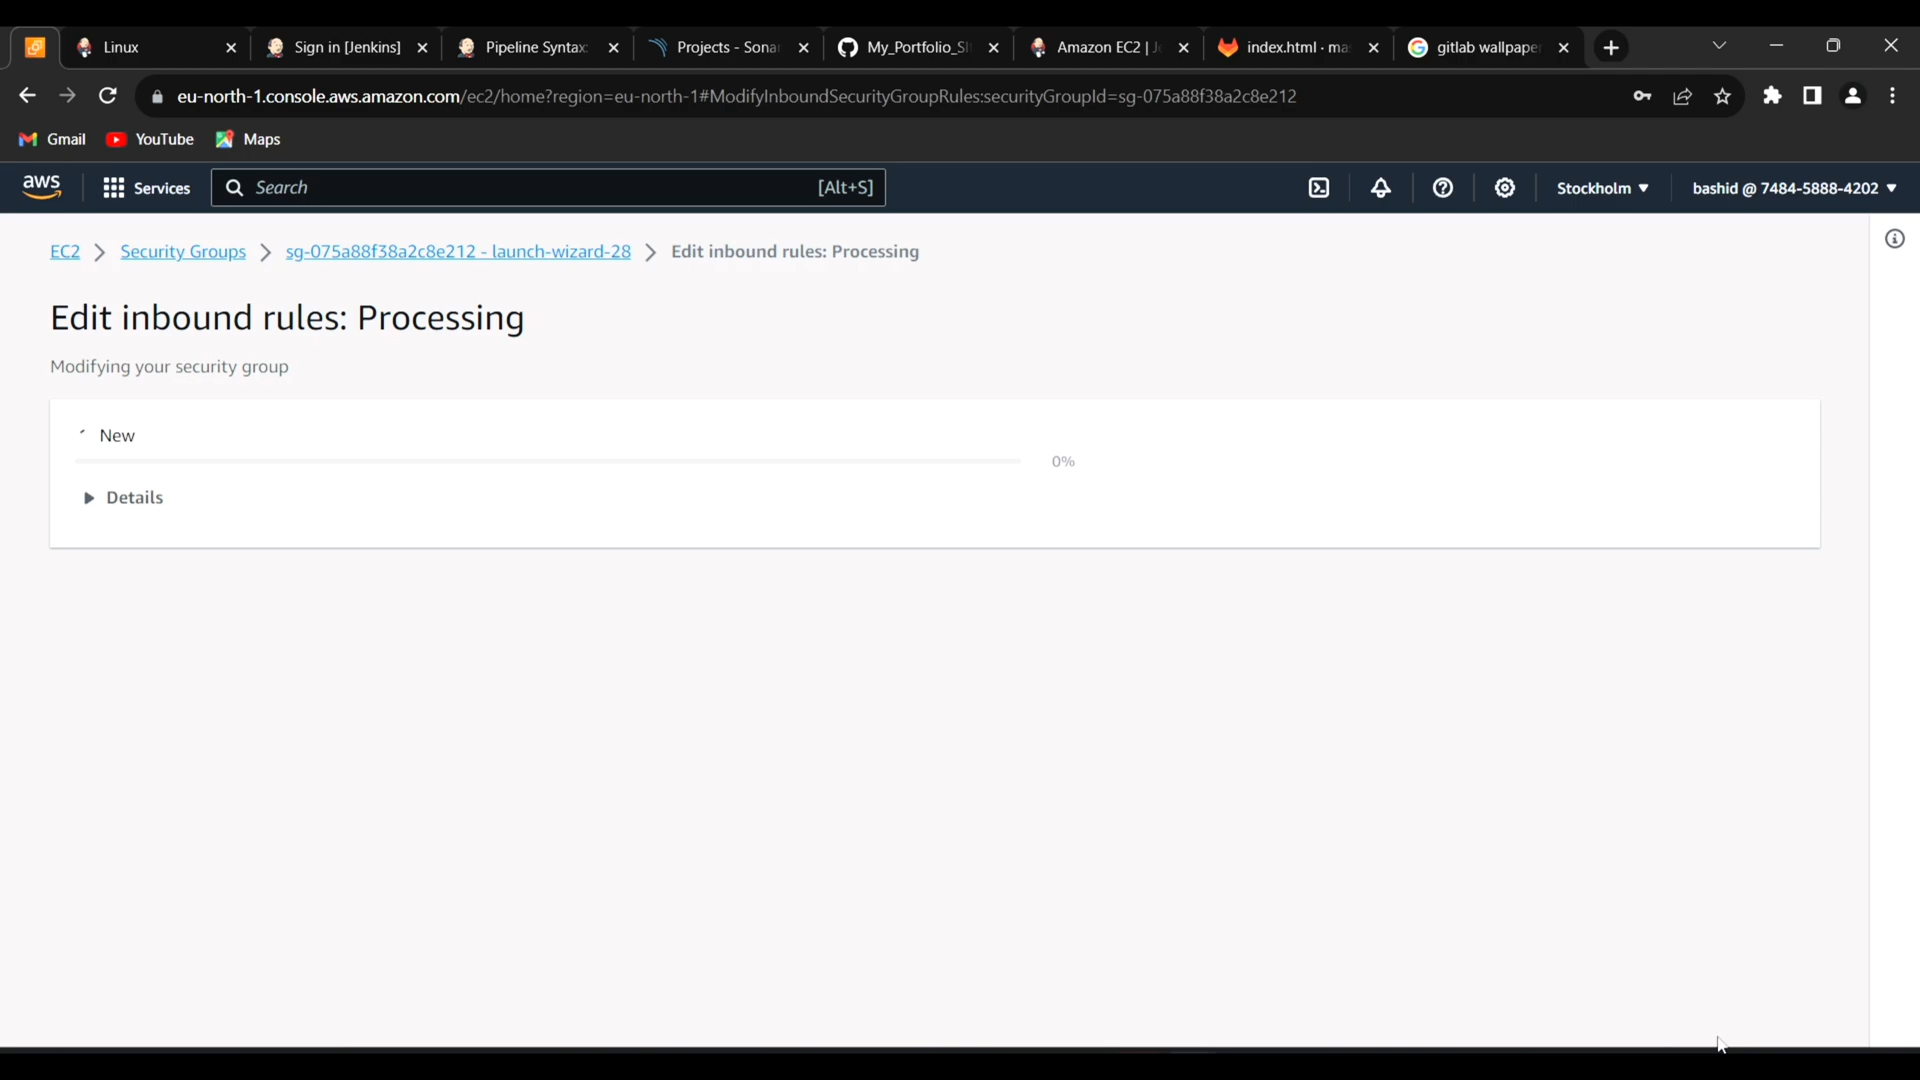 Linux
Sign in [Jenkins]
Pipeline Syntax
Projects - Sona
My_Portfolio_Sli
Amazon EC2 | Je
index.html · ma
gitlab wallpaper
eu-north-1.console.aws.amazon.com/ec2/home?region=eu-north-1#ModifyInboundSecurityGroupRules:securityGroupId=sg-075a88f38a2c8e212
Gmail YouTube Maps
aws Services Search [Alt+S] Stockholm bashid @ 7484-5888-4202
EC2 Security Groups sg-075a88f38a2c8e212 - launch-wizard-28 Edit inbound rules: Processing
Edit inbound rules: Processing
Modifying your security group
New
0%
Details